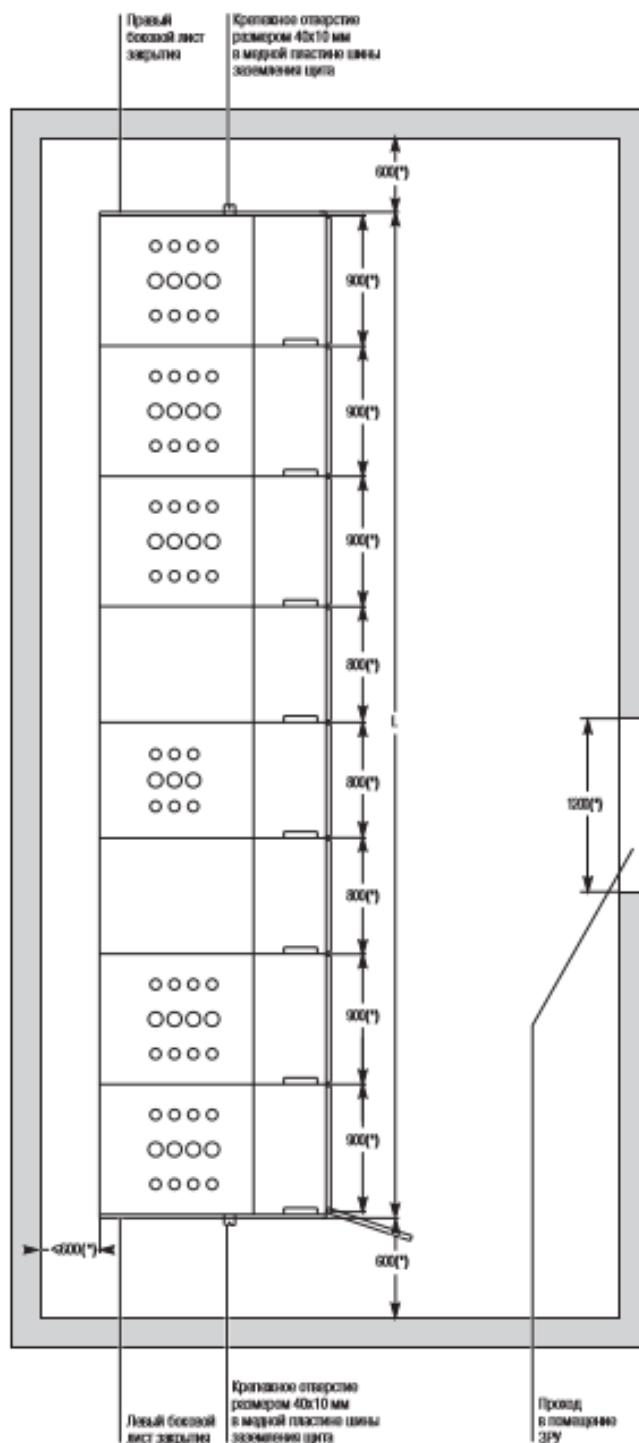 Правый
боковой лист
закрытия
Крепежное отверстие
размером 40x10 мм
в медной пластине шины
заземления щита
600(*)
900(*)
900(*)
900(*)
800(*)
L
800(*)
1200(*)
800(*)
900(*)
900(*)
<600(*)
600(*)
Левый боковой
лист закрытия
Крепежное отверстие
размером 40x10 мм
в медной пластине шины
заземления щита
Проход
в помещение
ЗРУ